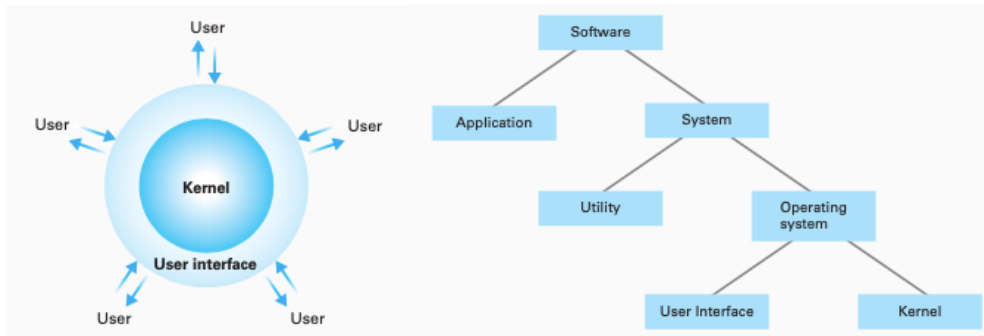 User
User
User
Kernel
User interface
User
User
Software
Application
System
Utility
Operating
system
User Interface
Kernel